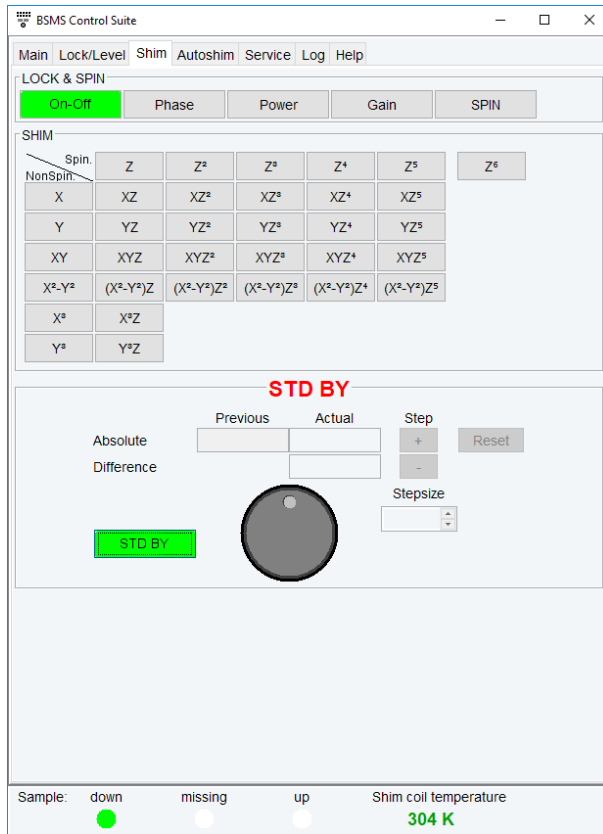 BSMS Control Suite
Main Lock/Level Shim Autoshim Service Log Help
LOCK & SPIN
On-Off Phase Power Gain SPIN
SHIM
Spin. NonSpin. Z Z² Z³ Z⁴ Z⁵ Z⁶
X XZ XZ² XZ³ XZ⁴ XZ⁵
Y YZ YZ² YZ³ YZ⁴ YZ⁵
XY XYZ XYZ² XYZ³ XYZ⁴ XYZ⁵
X²-Y² (X²-Y²)Z (X²-Y²)Z² (X²-Y²)Z³ (X²-Y²)Z⁴ (X²-Y²)Z⁵
X³ X³Z
Y³ Y³Z
STD BY
Previous Actual Step
Absolute + Reset
Difference -
Stepsize
STD BY
Sample: down missing up Shim coil temperature
304 K